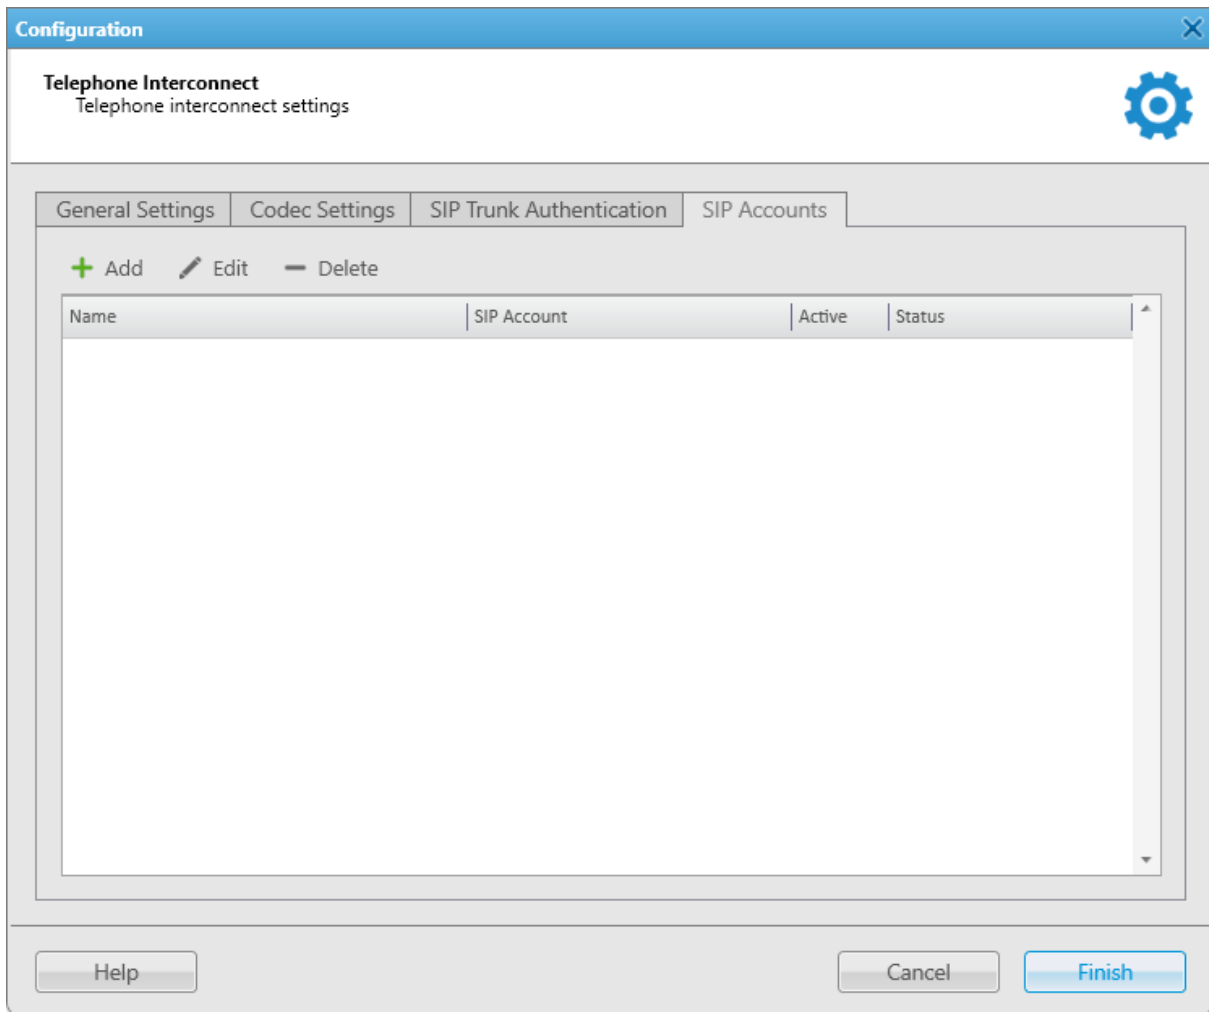 Configuration
Telephone Interconnect
Telephone interconnect settings
General Settings Codec Settings SIP Trunk Authentication SIP Accounts
Add Edit Delete
Name SIP Account Active Status
Help Cancel Finish